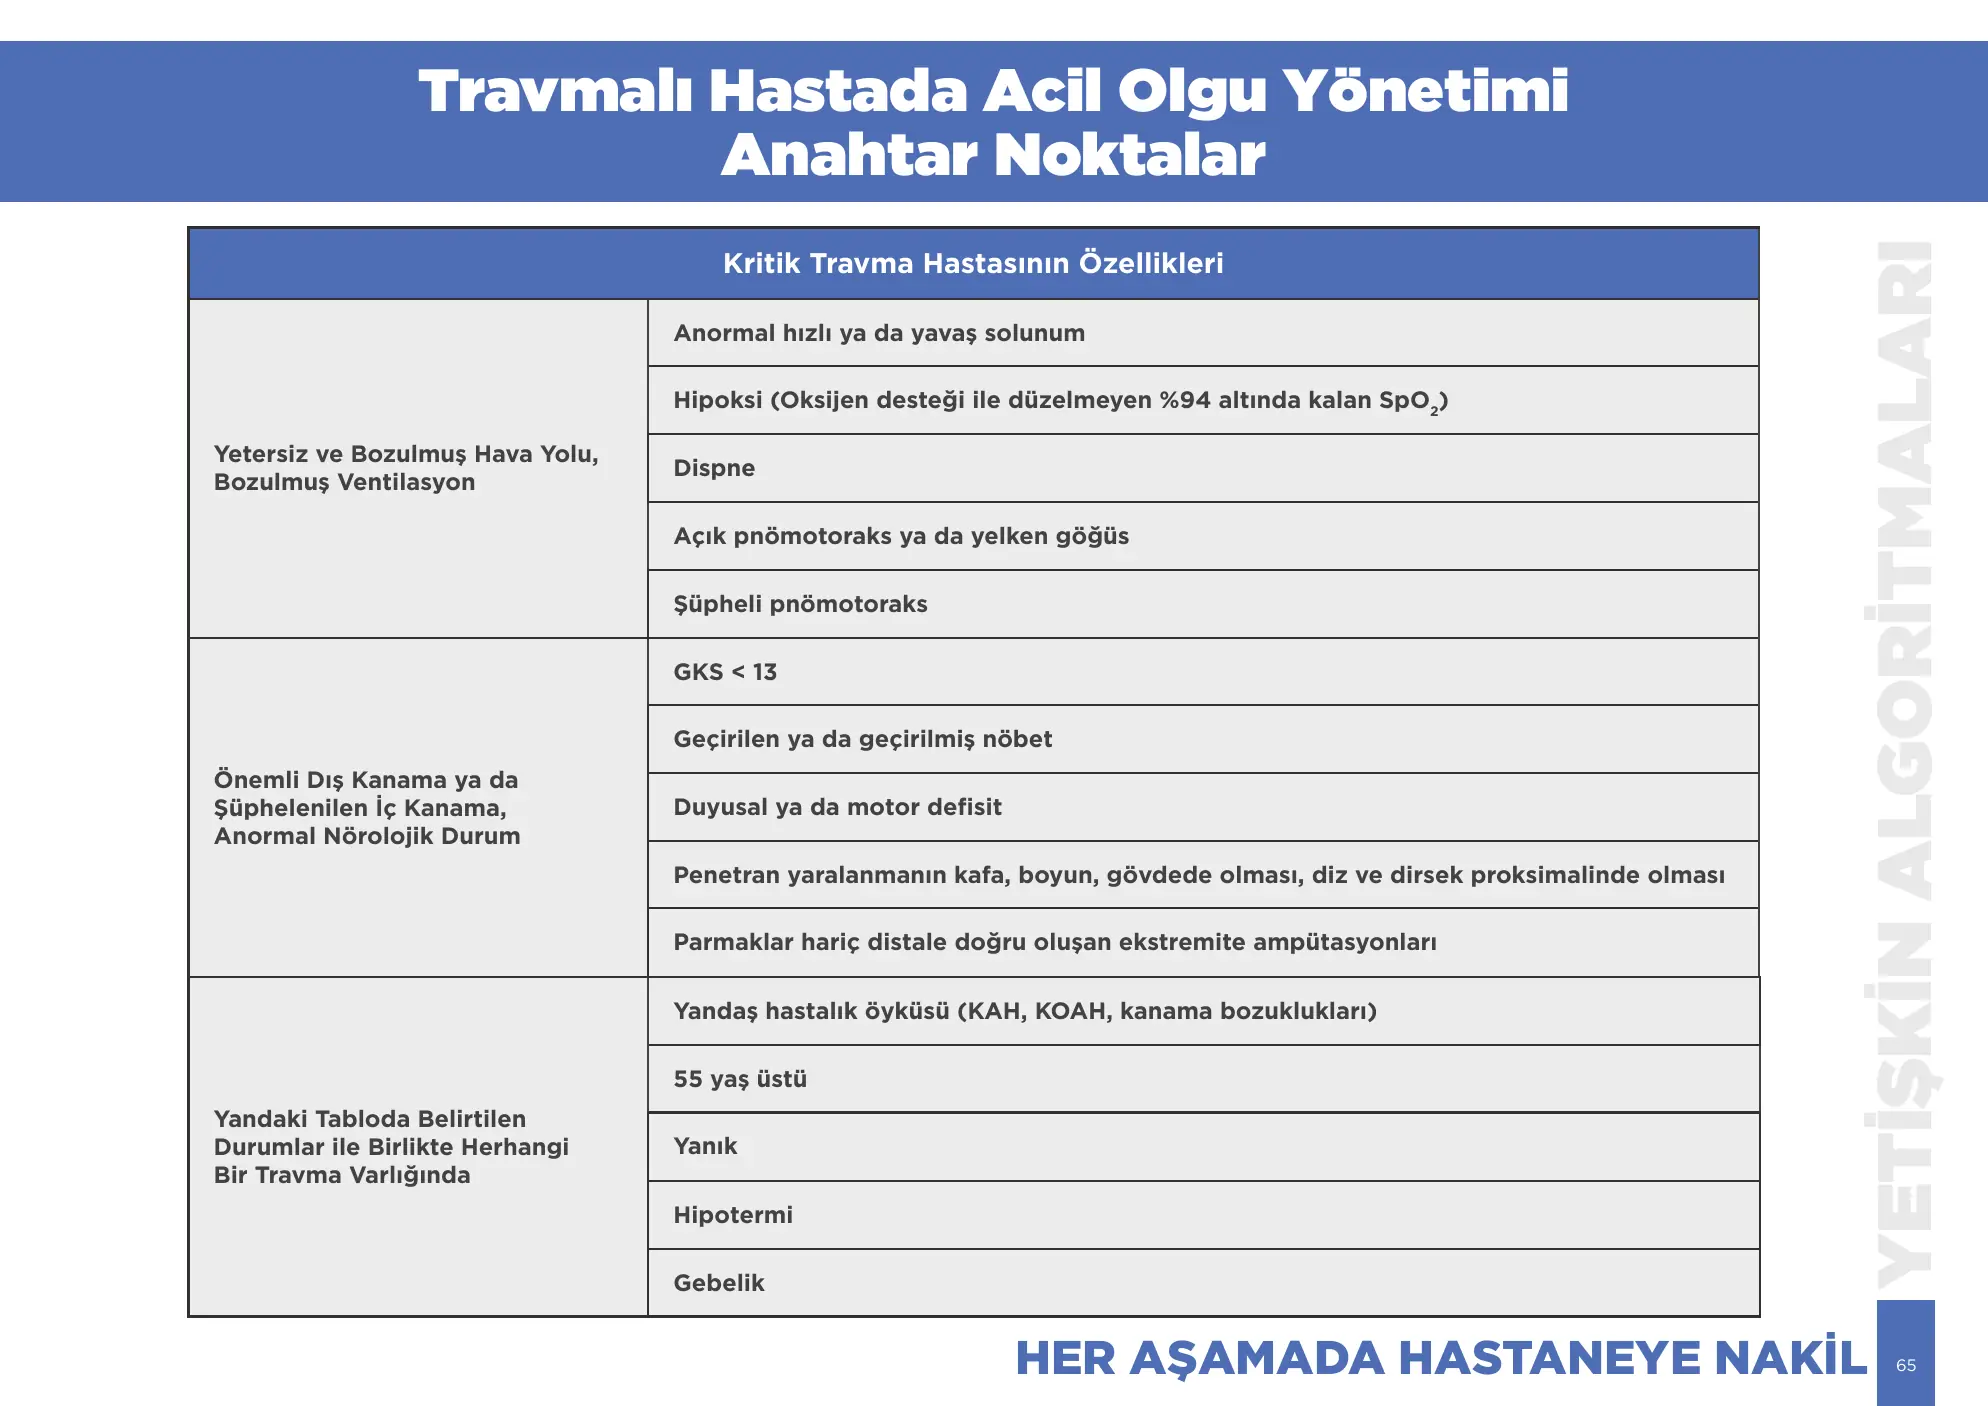 Travmalı Hastada Acil Olgu Yönetimi
Anahtar Noktalar
Kritik Travma Hastasının Özellikleri
Yetersiz ve Bozulmuş Hava Yolu,
Bozulmuş Ventilasyon
Anormal hızlı ya da yavaş solunum
Hipoksi (Oksijen desteği ile düzelmeyen %94 altında kalan SpO₂)
Dispne
Açık pnömotoraks ya da yelken göğüs
Şüpheli pnömotoraks
Önemli Dış Kanama ya da
Şüphelenilen İç Kanama,
Anormal Nörolojik Durum
GKS < 13
Geçirilen ya da geçirilmiş nöbet
Duyusal ya da motor defisit
Penetran yaralanmanın kafa, boyun, gövdede olması, diz ve dirsek proksimalinde olması
Parmaklar hariç distale doğru oluşan ekstremite ampütasyonları
Yandaki Tabloda Belirtilen
Durumlar ile Birlikte Herhangi
Bir Travma Varlığında
Yandaş hastalık öyküsü (KAH, KOAH, kanama bozuklukları)
55 yaş üstü
Yanık
Hipotermi
Gebelik
YETİŞKİN ALGORİTMALARI
HER AŞAMADA HASTANEYE NAKİL
65